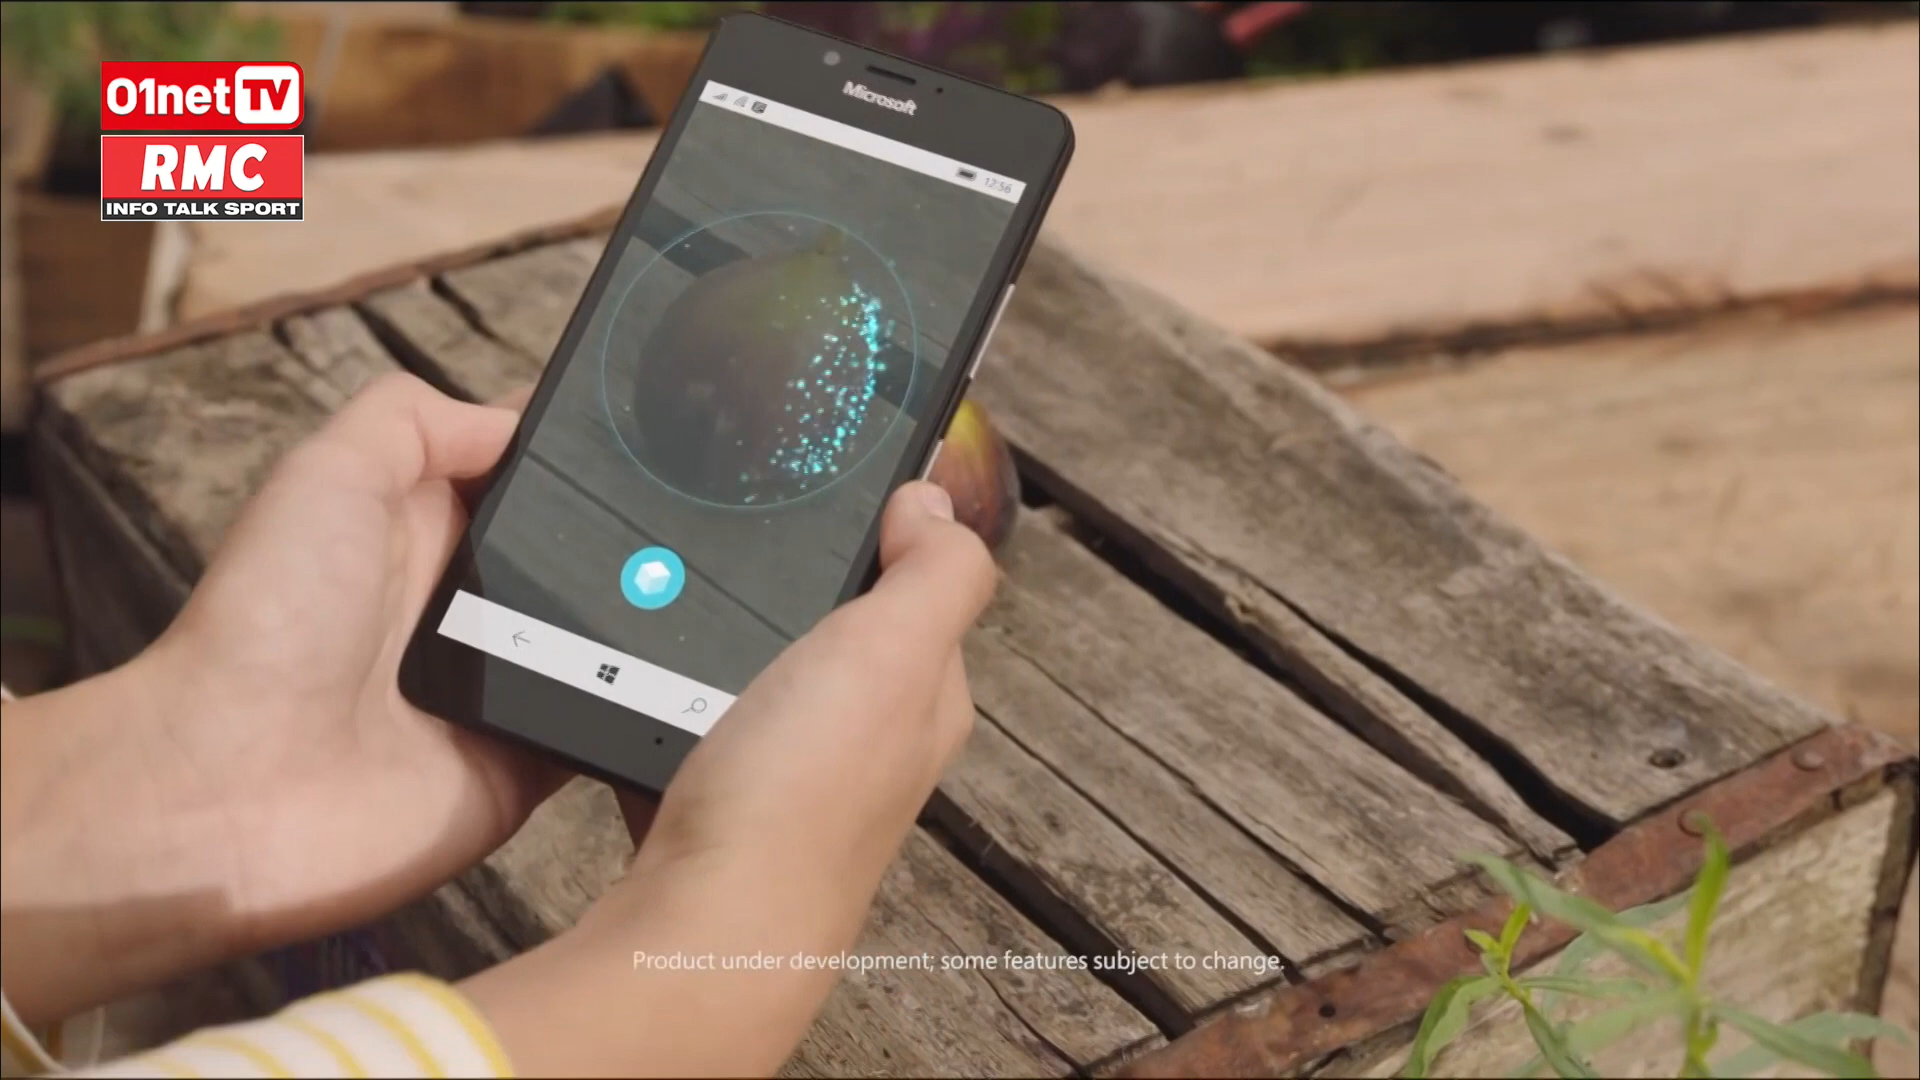 01net TV
RMC
INFO TALK SPORT
Microsoft
12:56
Product under development; some features subject to change.